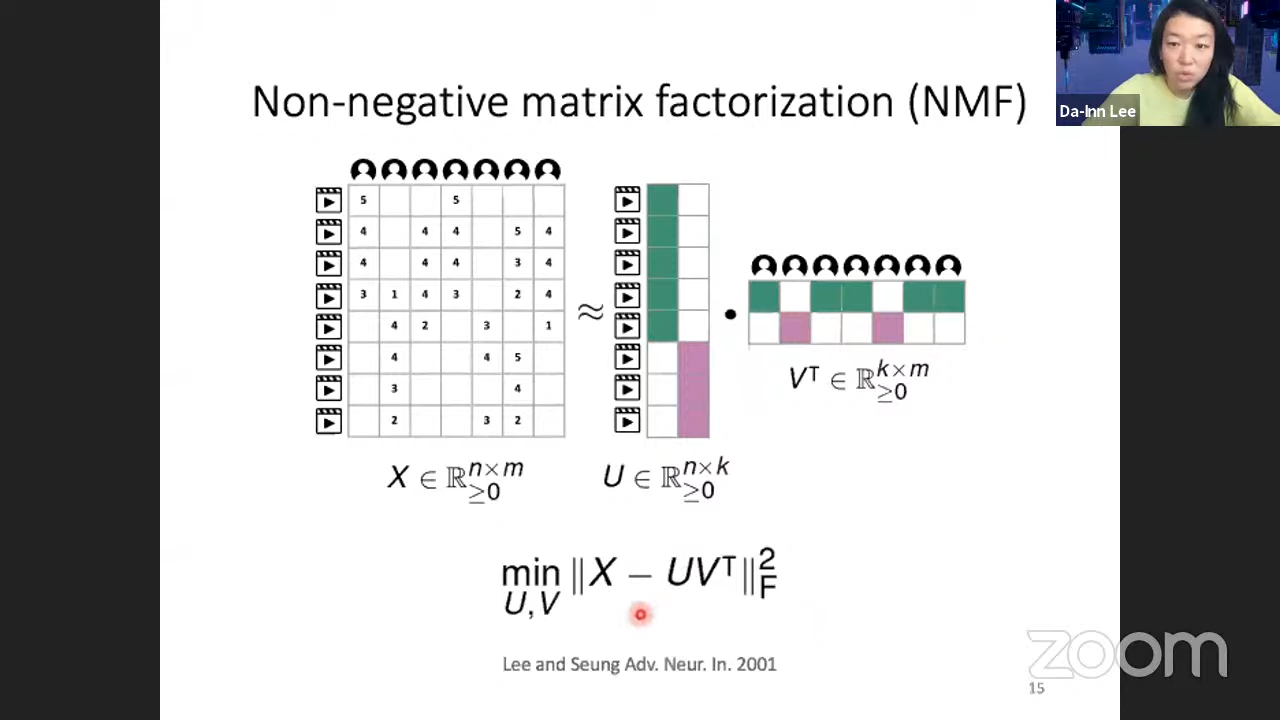 Non-negative matrix factorization (NMF)
Da-Inn Lee
5 5
4 4 4 5 4
4 4 4 3 4
3 1 4 3 2 4
4 2 3 1
4 4 5
3 4
2 3 2
≈
•
X ∈ ℝ≥0^n×m
U ∈ ℝ≥0^n×k
V^T ∈ ℝ≥0^k×m
min U,V ‖X − UV^T‖F^2
Lee and Seung Adv. Neur. In. 2001
zoom
15